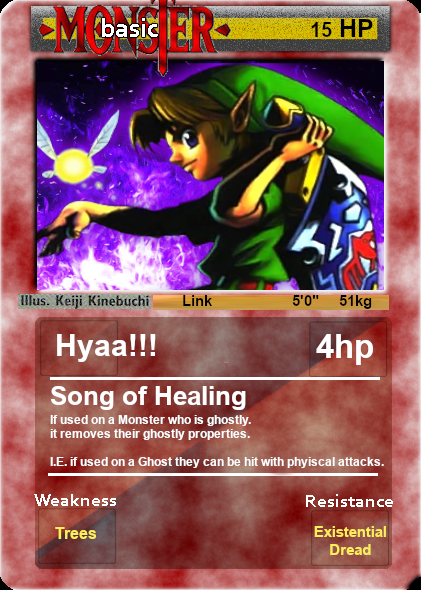 MONSTER
basic
15 HP
Illus. Keiji Kinebuchi Link 5'0" 51kg
Hyaa!!! 4hp
Song of Healing
If used on a Monster who is ghostly.
it removes their ghostly properties.
I.E. if used on a Ghost they can be hit with phyiscal attacks.
Weakness Resistance
Trees Existential
Dread